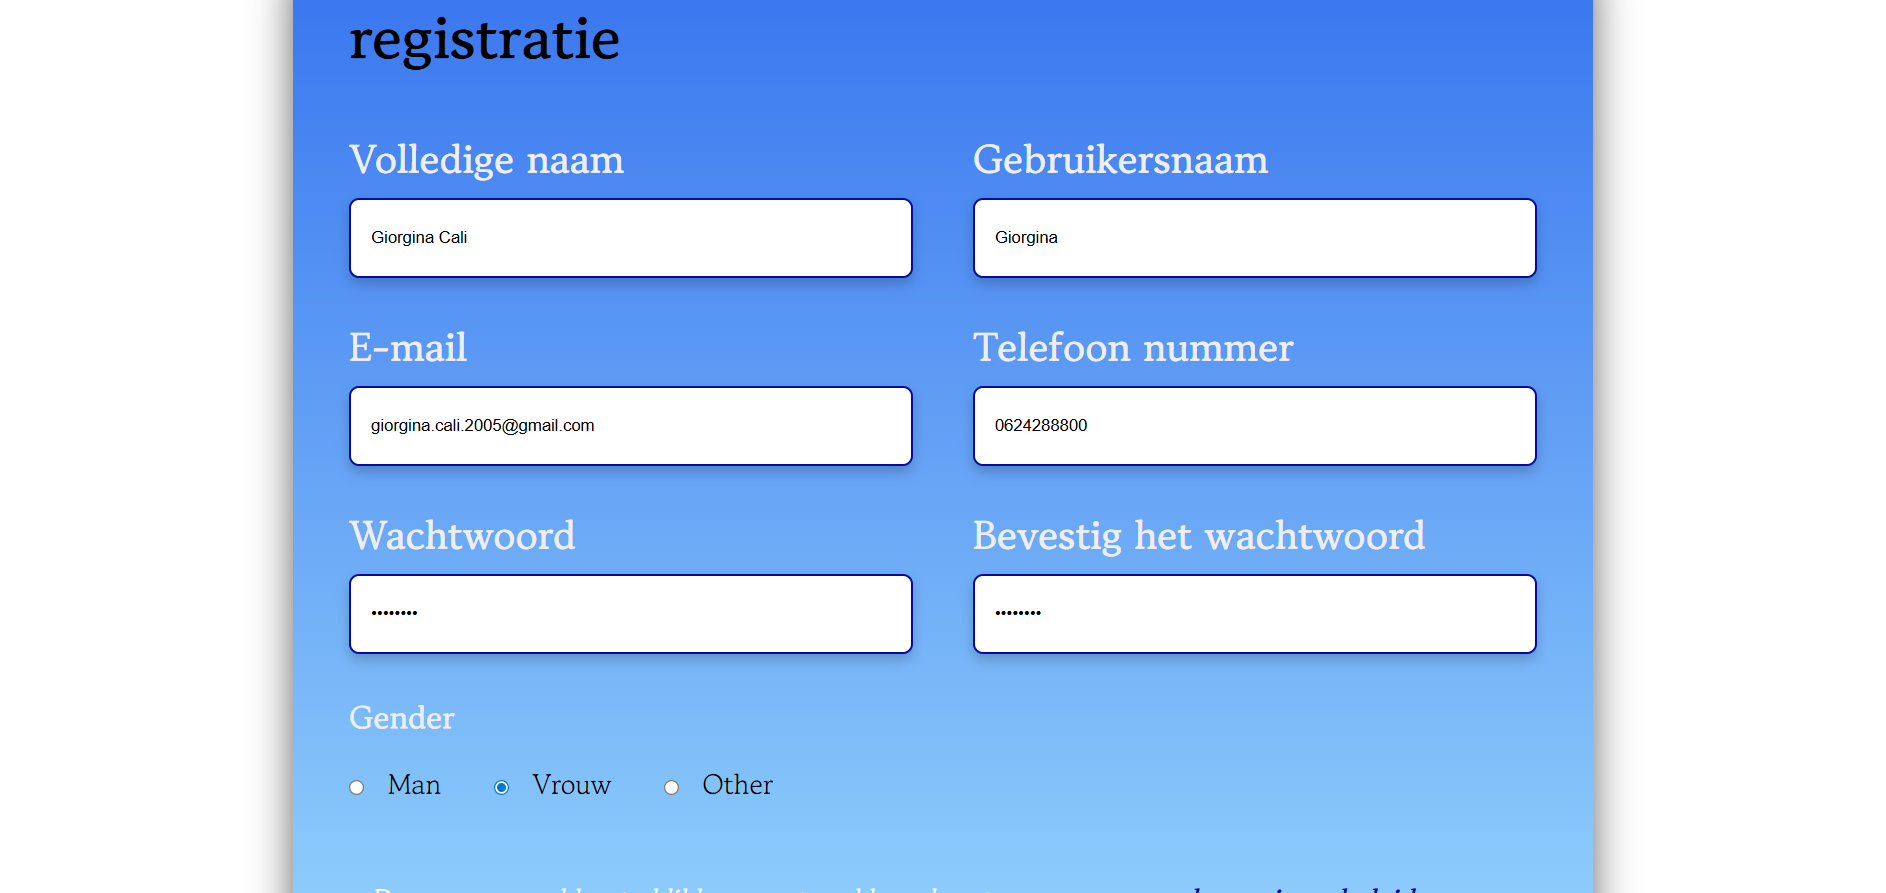 registratie
Volledige naam
Gebruikersnaam
Giorgina Cali
Giorgina
E-mail
Telefoon nummer
giorgina.cali.2005@gmail.com
0624288800
Wachtwoord
Bevestig het wachtwoord
••••••••
••••••••
Gender
Man
Vrouw
Other